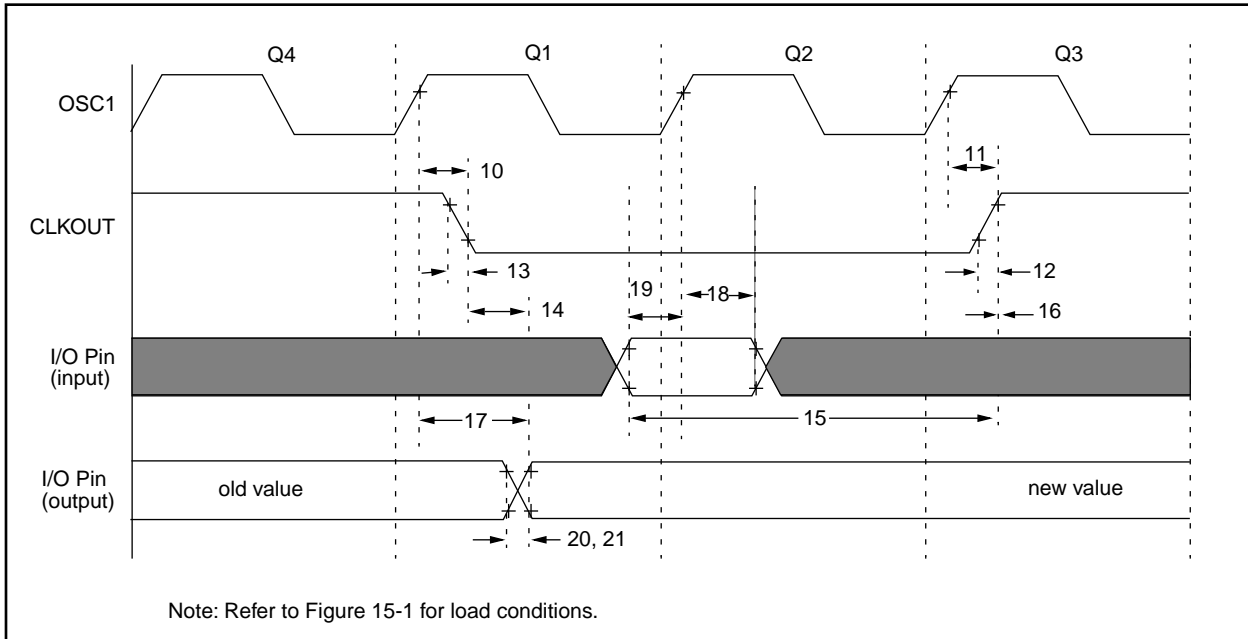 Q4 Q1 Q2 Q3
OSC1
11
10
CLKOUT
13 12
19 18
14 16
I/O Pin
(input)
17 15
I/O Pin
(output)
old value new value
20, 21
Note: Refer to Figure 15-1 for load conditions.